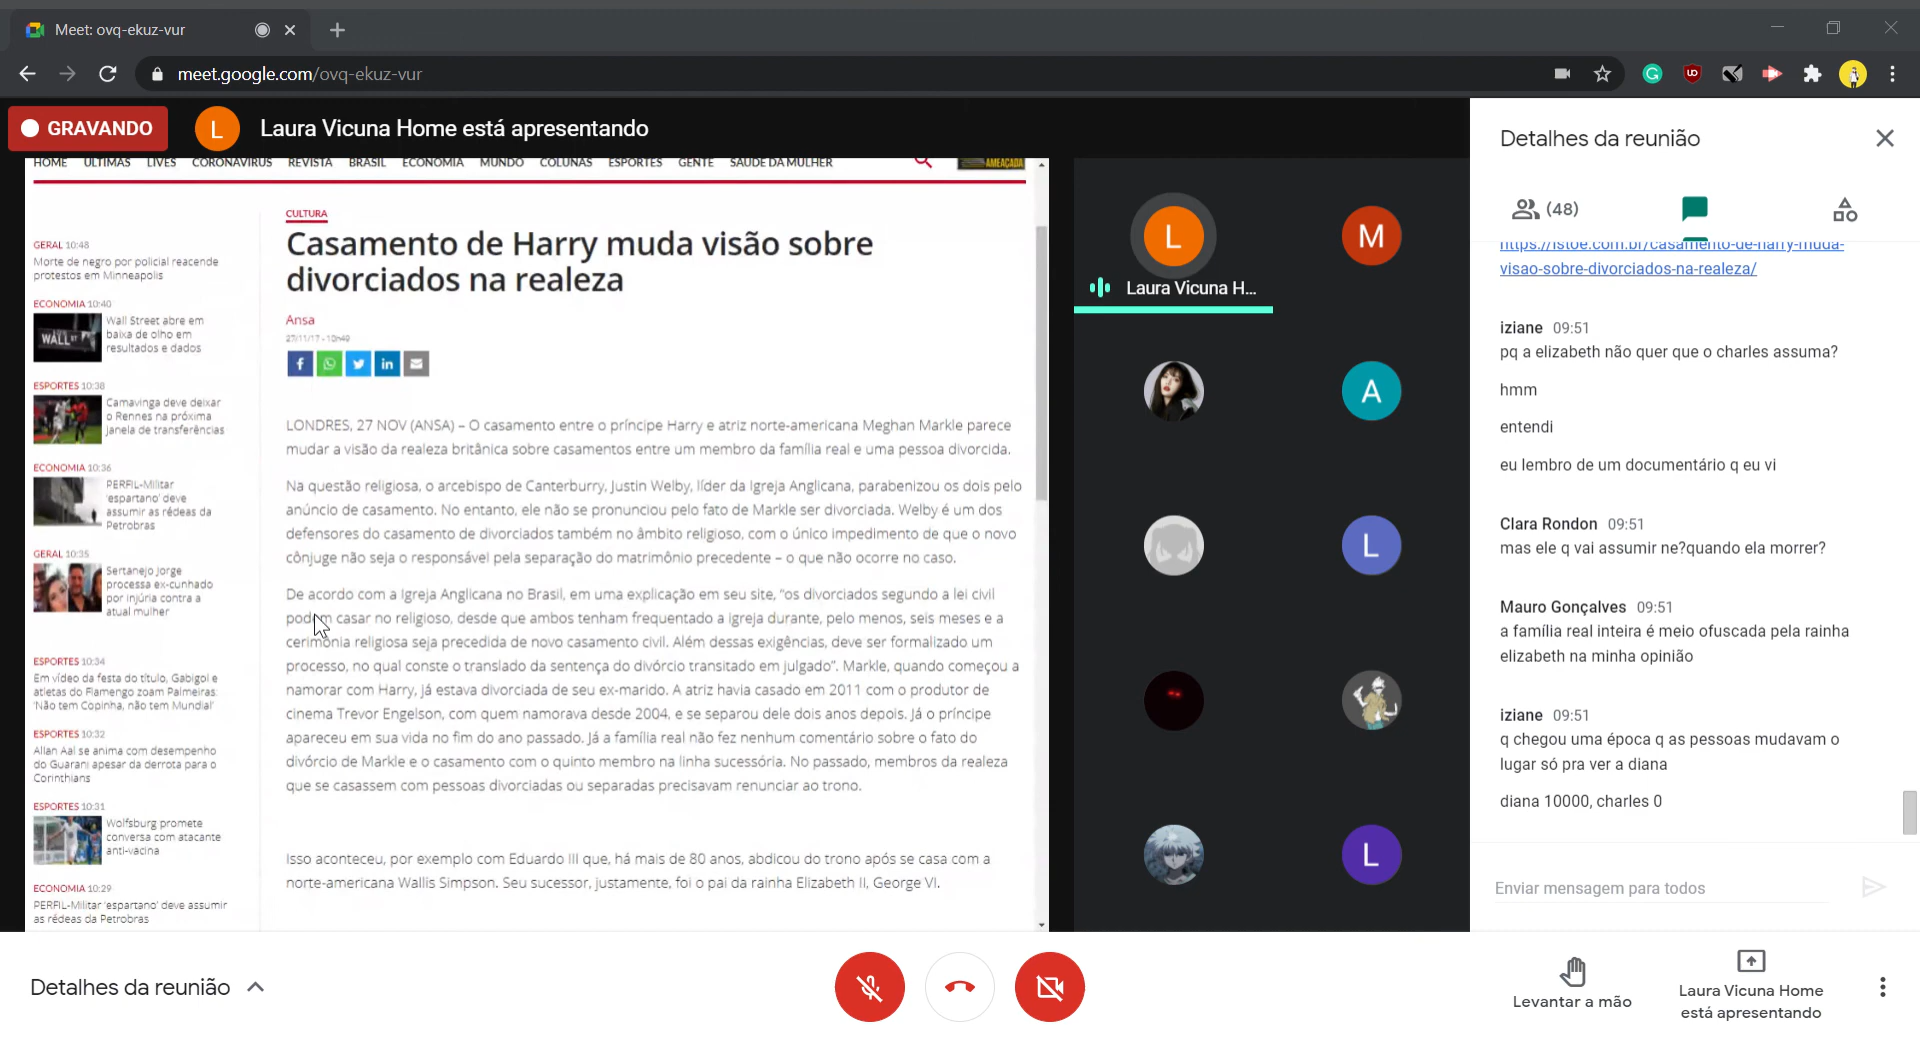 Meet: ovq-ekuz-vur
meet.google.com/ovq-ekuz-vur
GRAVANDO
L
Laura Vicuna Home está apresentando
HOME ÚLTIMAS LIVES CORONAVÍRUS REVISTA BRASIL ECONOMIA MUNDO COLUNAS ESPORTES GENTE SAÚDE DA MULHER
AMEAÇADA
GERAL 10:48
Morte de negro por policial reacende
protestos em Minneapolis
ECONOMIA 10:40
WALL ST
Wall Street abre em
baixa de olho em
resultados e dados
ESPORTES 10:38
Camavinga deve deixar
o Rennes na próxima
janela de transferências
ECONOMIA 10:36
PERFIL-Militar
'espartano' deve
assumir as rédeas da
Petrobras
GERAL 10:35
Sertanejo Jorge
processa ex-cunhado
por injúria contra a
atual mulher
ESPORTES 10:34
Em vídeo da festa do título, Gabigol e
atletas do Flamengo zoam Palmeiras:
'Não tem Copinha, não tem Mundial'
ESPORTES 10:32
Allan Aal se anima com desempenho
do Guarani apesar da derrota para o
Corinthians
ESPORTES 10:31
Wolfsburg promete
conversa com atacante
anti-vacina
ECONOMIA 10:29
PERFIL-Militar 'espartano' deve assumir
as rédeas da Petrobras
CULTURA
Casamento de Harry muda visão sobre
divorciados na realeza
Ansa
27/11/17 - 10h49
LONDRES, 27 NOV (ANSA) – O casamento entre o príncipe Harry e atriz norte-americana Meghan Markle parece
mudar a visão da realeza britânica sobre casamentos entre um membro da família real e uma pessoa divorcida.
Na questão religiosa, o arcebispo de Canterburry, Justin Welby, líder da Igreja Anglicana, parabenizou os dois pelo
anúncio de casamento. No entanto, ele não se pronunciou pelo fato de Markle ser divorciada. Welby é um dos
defensores do casamento de divorciados também no âmbito religioso, com o único impedimento de que o novo
cônjuge não seja o responsável pela separação do matrimônio precedente – o que não ocorre no caso.
De acordo com a Igreja Anglicana no Brasil, em uma explicação em seu site, "os divorciados segundo a lei civil
podem casar no religioso, desde que ambos tenham frequentado a igreja durante, pelo menos, seis meses e a
cerimônia religiosa seja precedida de novo casamento civil. Além dessas exigências, deve ser formalizado um
processo, no qual conste o translado da sentença do divórcio transitado em julgado". Markle, quando começou a
namorar com Harry, já estava divorciada de seu ex-marido. A atriz havia casado em 2011 com o produtor de
cinema Trevor Engelson, com quem namorava desde 2004, e se separou dele dois anos depois. Já o príncipe
apareceu em sua vida no fim do ano passado. Já a família real não fez nenhum comentário sobre o fato do
divórcio de Markle e o casamento com o quinto membro na linha sucessória. No passado, membros da realeza
que se casassem com pessoas divorciadas ou separadas precisavam renunciar ao trono.
Isso aconteceu, por exemplo com Eduardo III que, há mais de 80 anos, abdicou do trono após se casa com a
norte-americana Wallis Simpson. Seu sucessor, justamente, foi o pai da rainha Elizabeth II, George VI.
L
M
Laura Vicuna H...
A
L
L
Detalhes da reunião
(48)
https://istoe.com.br/casamento-de-harry-muda-
visao-sobre-divorciados-na-realeza/
iziane 09:51
pq a elizabeth não quer que o charles assuma?
hmm
entendi
eu lembro de um documentário q eu vi
Clara Rondon 09:51
mas ele q vai assumir ne?quando ela morrer?
Mauro Gonçalves 09:51
a família real inteira é meio ofuscada pela rainha
elizabeth na minha opinião
iziane 09:51
q chegou uma época q as pessoas mudavam o
lugar só pra ver a diana
diana 10000, charles 0
Enviar mensagem para todos
Detalhes da reunião
Levantar a mão
Laura Vicuna Home
está apresentando